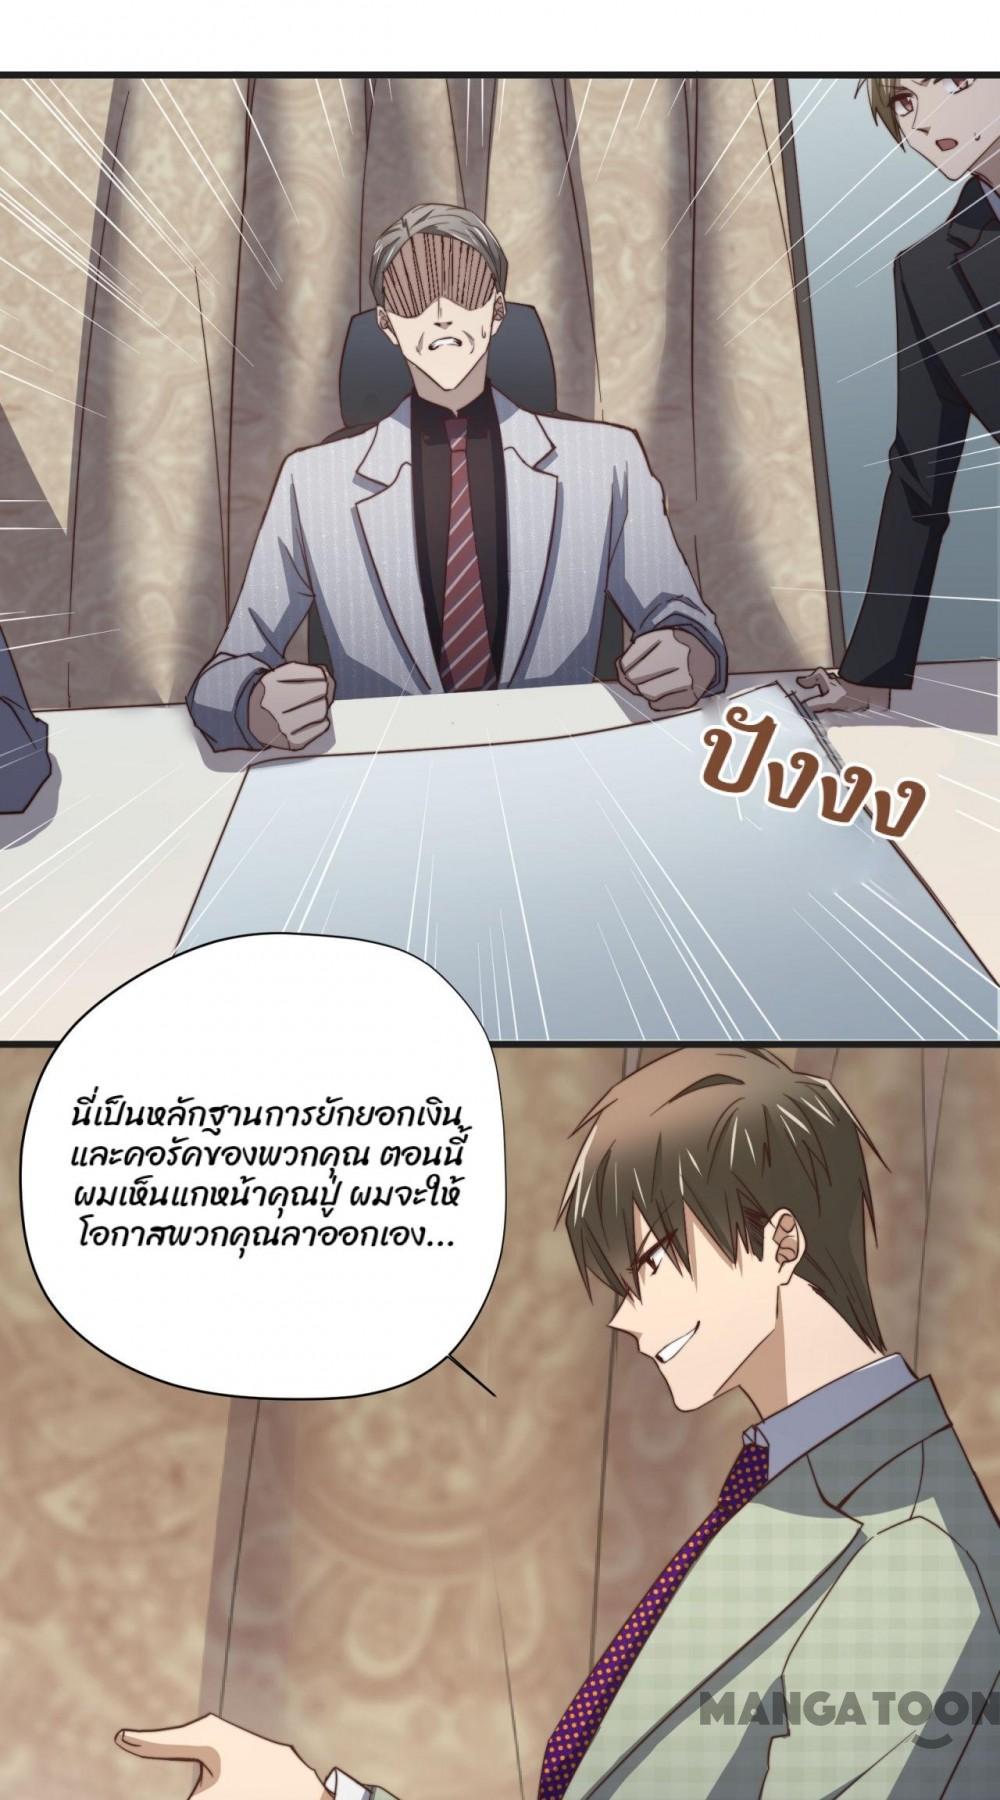 ปังงง
นี่เป็นหลักฐานการยักยอกเงิน
และคอรัดของพวกคุณ ตอนนี้
ผมเห็นแกหน้าคุณปู่ ผมจะให้
โอกาสพวกคุณลาออกเอง...
MANGATOON